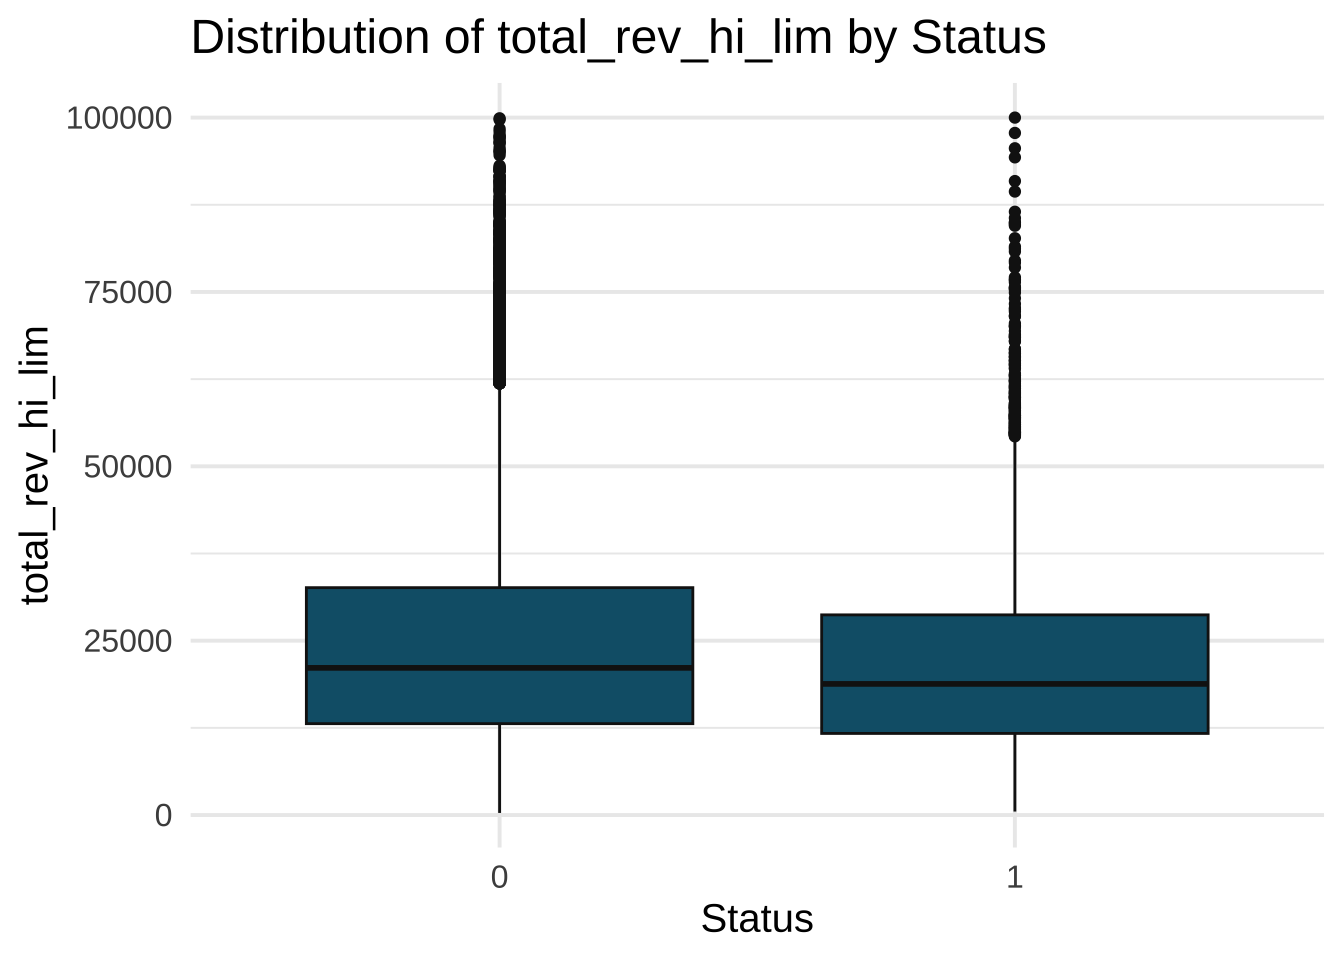 Distribution of total_rev_hi_lim by Status
total_rev_hi_lim
100000
75000
50000
25000
0
0 1
Status